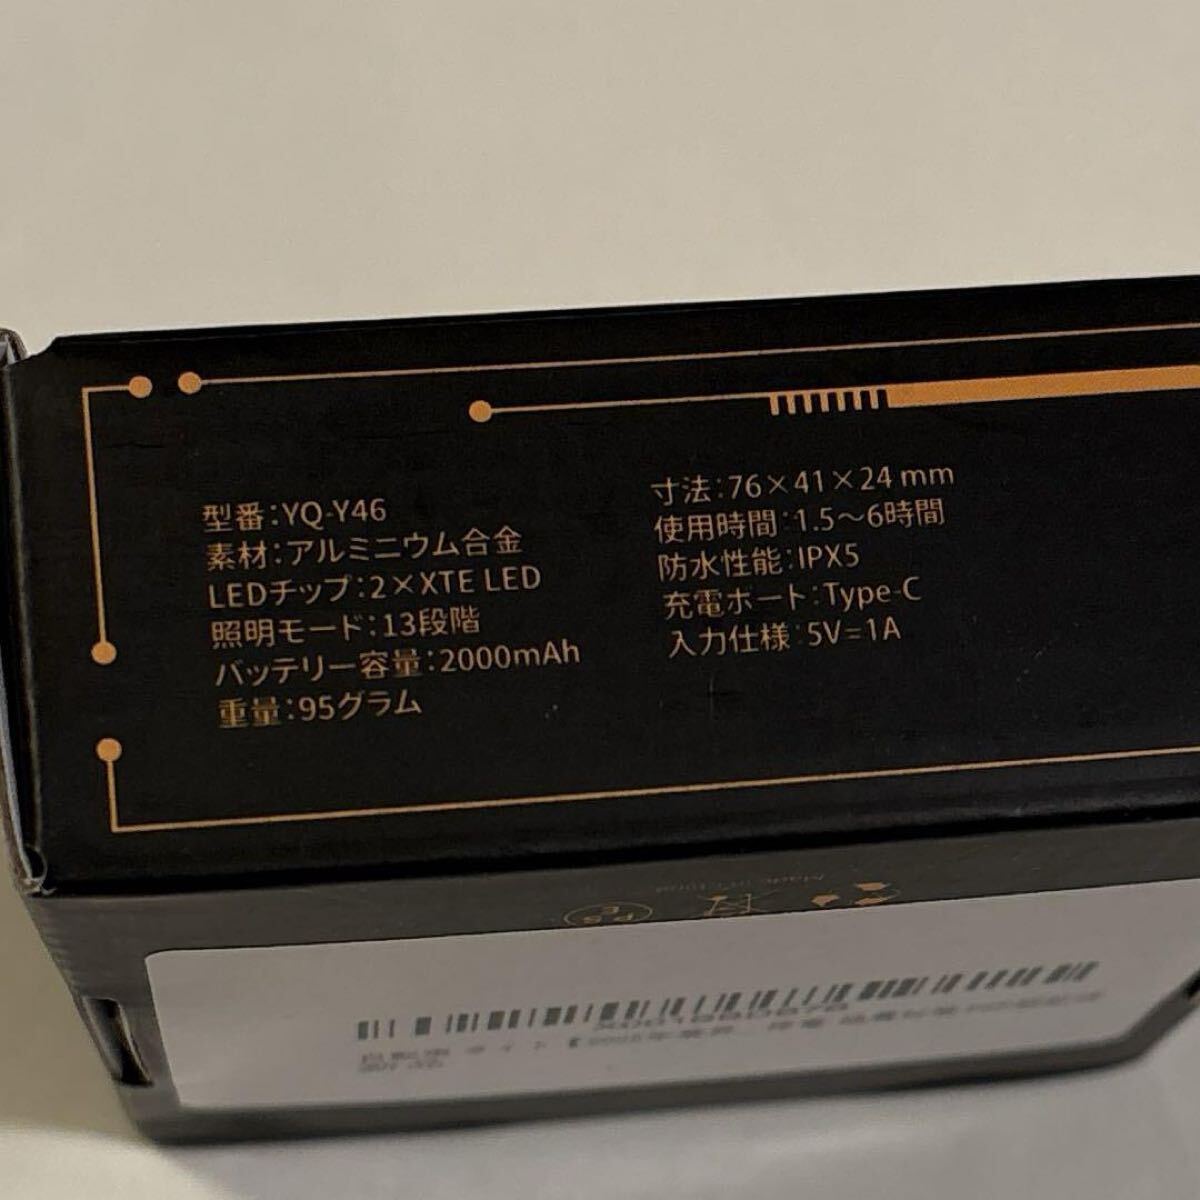 型番:YQ-Y46
素材:アルミニウム合金
LEDチップ:2×XTE LED
照明モード:13段階
バッテリー容量:2000mAh
重量:95グラム
寸法:76×41×24 mm
使用時間:1.5～6時間
防水性能:IPX5
充電ポート:Type-C
入力仕様:5V=1A
PS
E